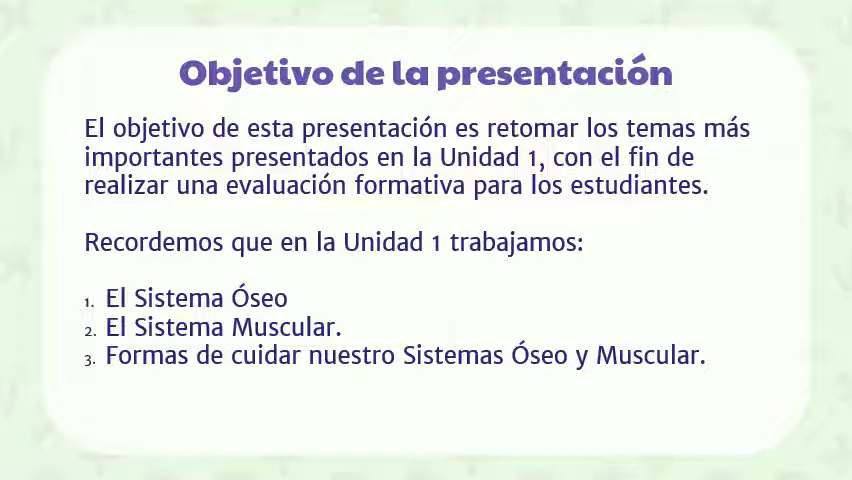 Objetivo de la presentación
El objetivo de esta presentación es retomar los temas más
importantes presentados en la Unidad 1, con el fin de
realizar una evaluación formativa para los estudiantes.
Recordemos que en la Unidad 1 trabajamos:
1. El Sistema Óseo
2. El Sistema Muscular.
3. Formas de cuidar nuestro Sistemas Óseo y Muscular.